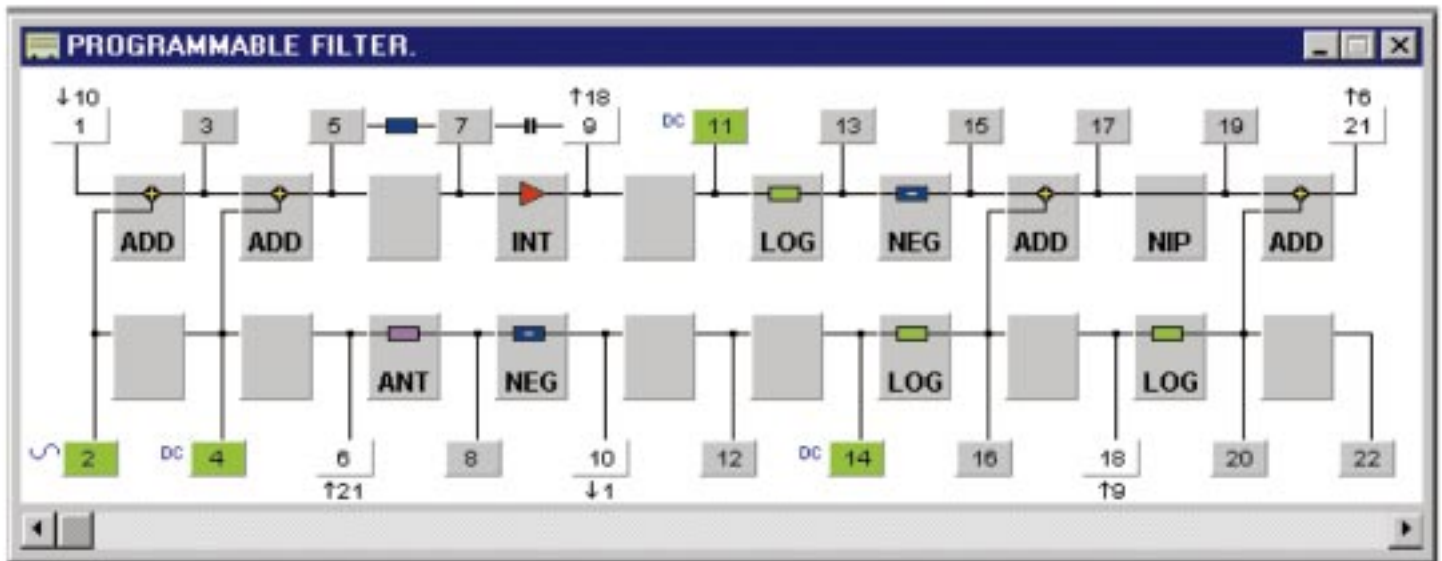 PROGRAMMABLE FILTER.
↓10 ↑18 ↑6
1 3 5 7 9 DC 11 13 15 17 19 21
ADD ADD INT LOG NEG ADD NIP ADD
ANT NEG LOG LOG
2 DC 4 6 8 10 12 DC 14 16 18 20 22
↑21 ↓1 ↑9